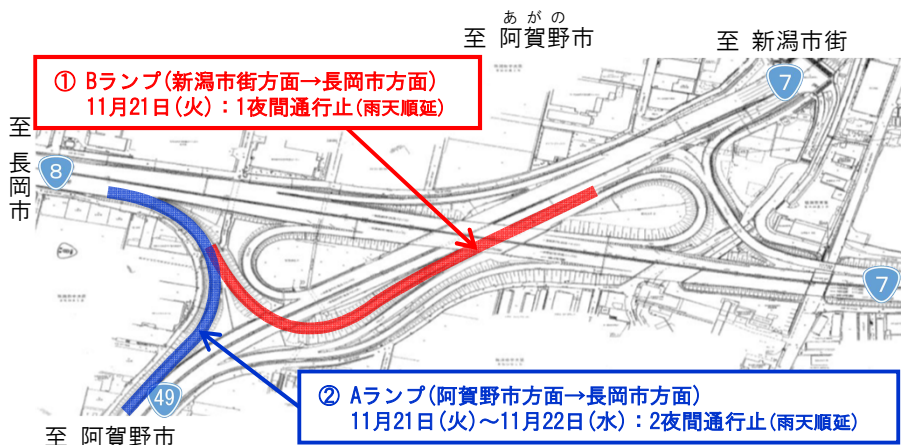 あがの
至 阿賀野市
至 新潟市街
① Bランプ(新潟市街方面→長岡市方面)
11月21日(火)：1夜間通行止(雨天順延)
7
至 長岡市
8
7
② Aランプ(阿賀野市方面→長岡市方面)
11月21日(火)～11月22日(水)：2夜間通行止(雨天順延)
49
至 阿賀野市